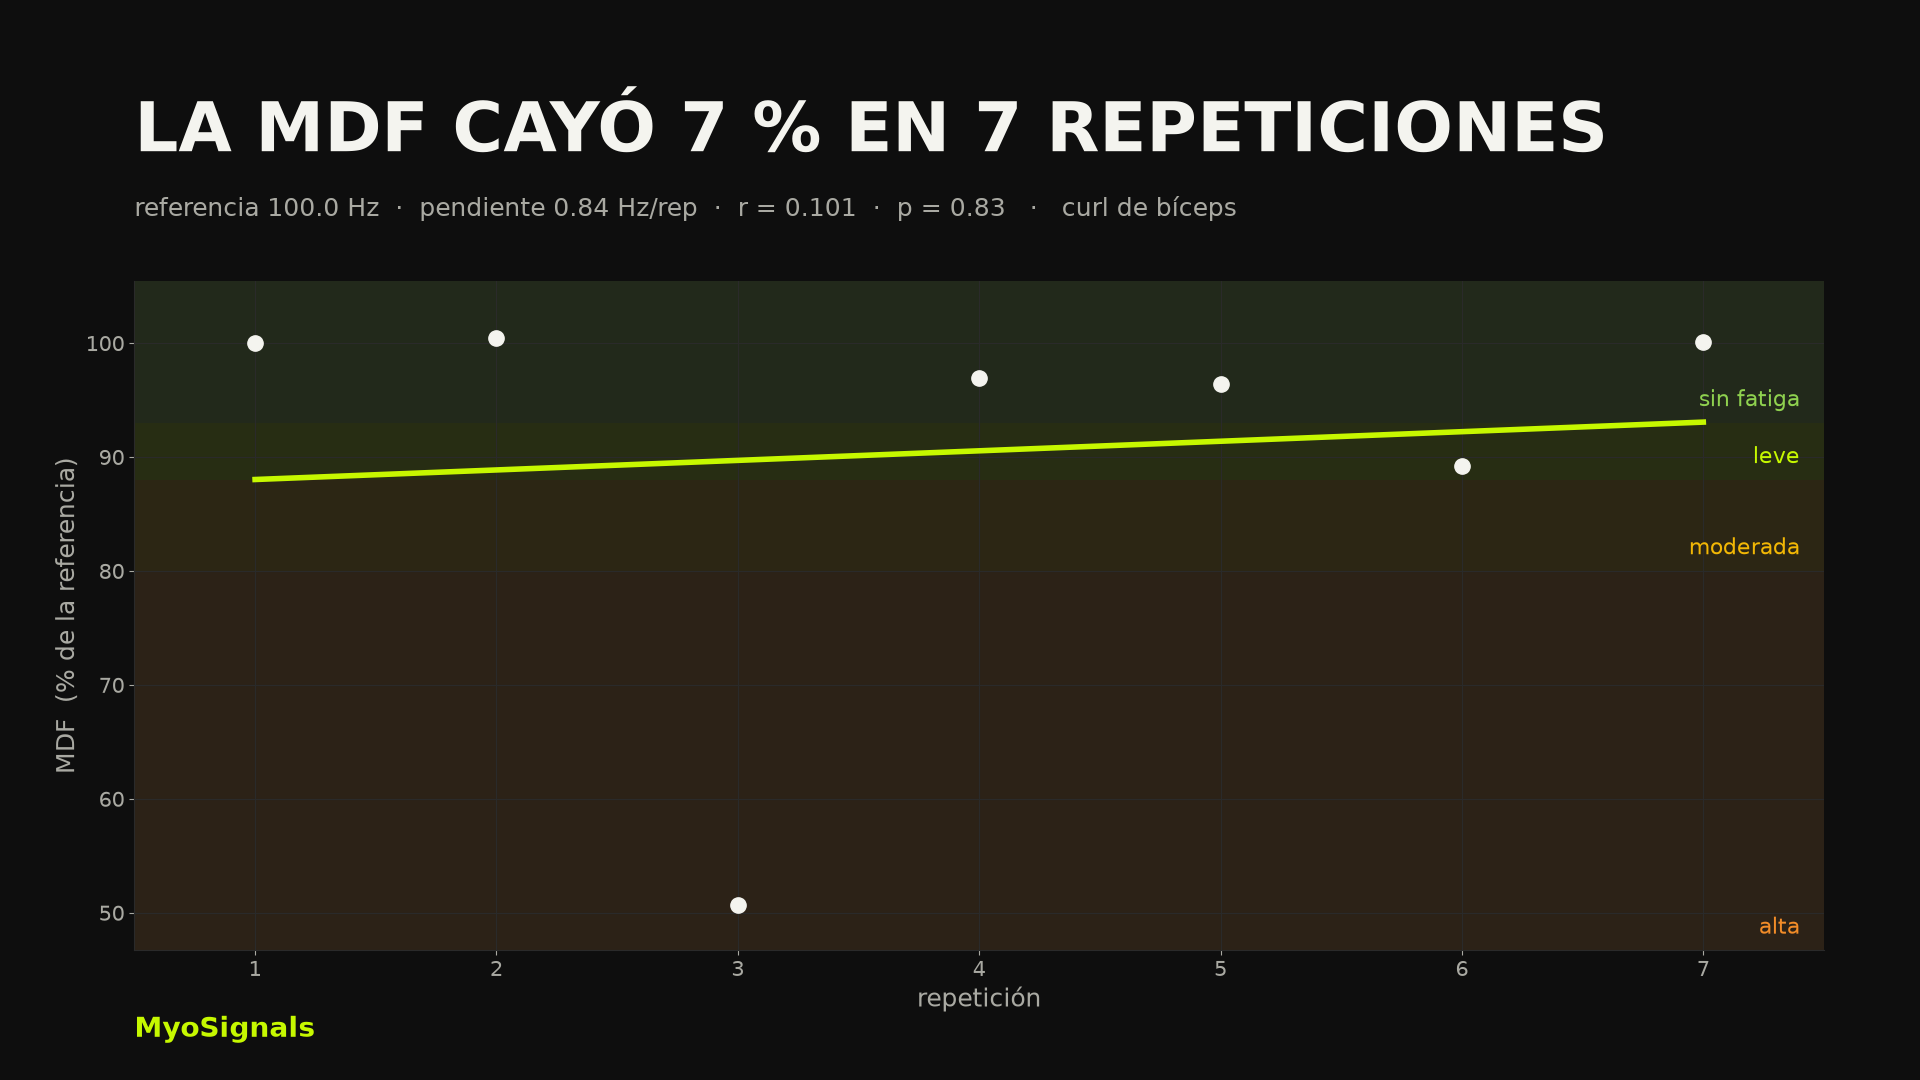 LA MDF CAYÓ 7 % EN 7 REPETICIONES
referencia 100.0 Hz · pendiente 0.84 Hz/rep · r = 0.101 · p = 0.83 · curl de bíceps
MDF (% de la referencia)
100
90
80
70
60
50
sin fatiga
leve
moderada
alta
1 2 3 4 5 6 7
repetición
MyoSignals